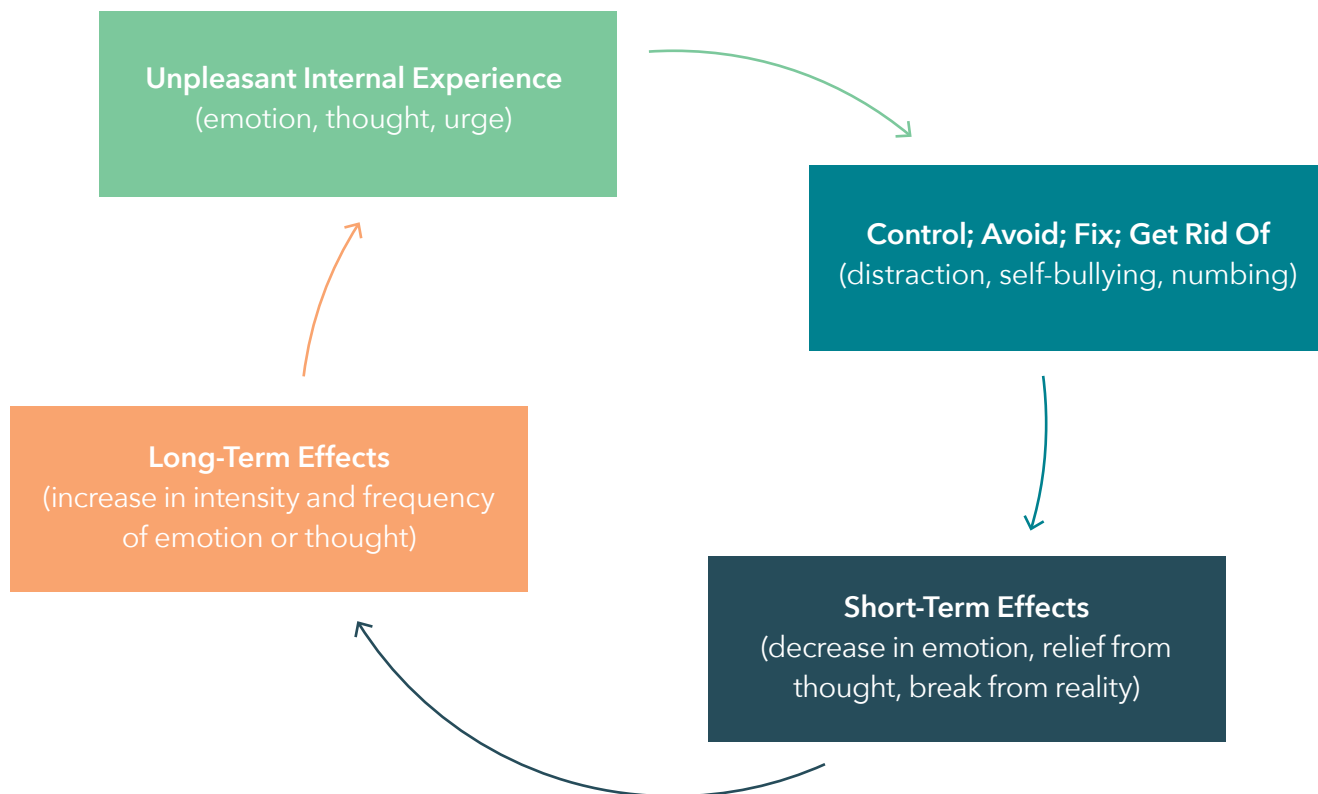 Unpleasant Internal Experience
(emotion, thought, urge)
Control; Avoid; Fix; Get Rid Of
(distraction, self-bullying, numbing)
Short-Term Effects
(decrease in emotion, relief from
thought, break from reality)
Long-Term Effects
(increase in intensity and frequency
of emotion or thought)